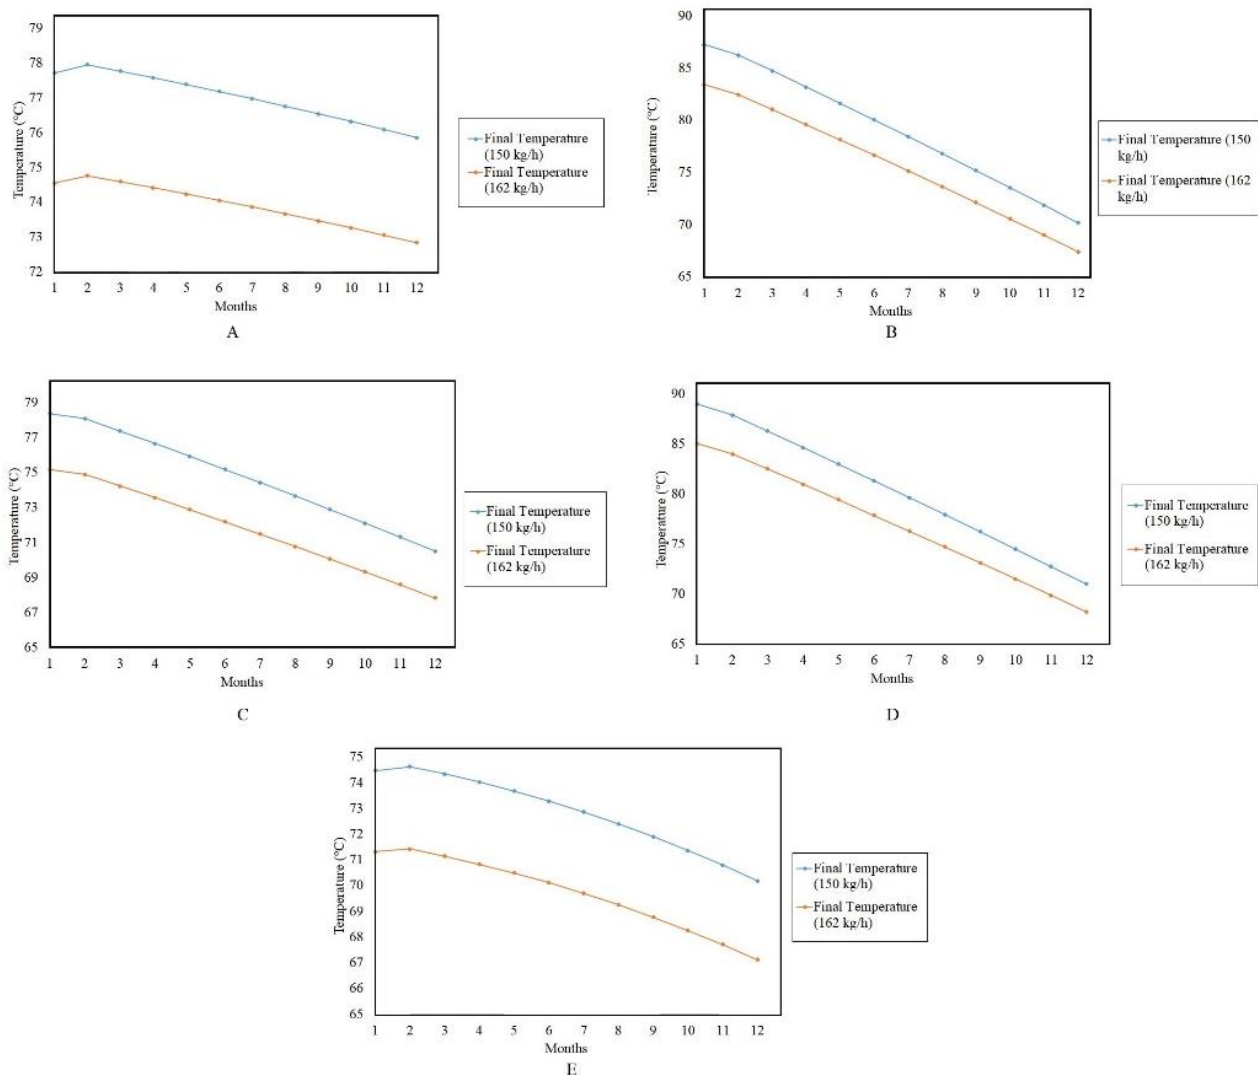 79
78
77
76
75
74
73
72
Temperature (°C)
1 2 3 4 5 6 7 8 9 10 11 12
Months
Final Temperature
(150 kg/h)
Final Temperature
(162 kg/h)
A
90
85
80
75
70
65
Temperature (°C)
1 2 3 4 5 6 7 8 9 10 11 12
Months
Final Temperature (150
kg/h)
Final Temperature (162
kg/h)
B
79
77
75
73
71
69
67
65
Temperature (°C)
1 2 3 4 5 6 7 8 9 10 11 12
Months
Final Temperature
(150 kg/h)
Final Temperature
(162 kg/h)
C
90
85
80
75
70
65
Temperature (°C)
1 2 3 4 5 6 7 8 9 10 11 12
Months
Final Temperature
(150 kg/h)
Final Temperature
(162 kg/h)
D
75
74
73
72
71
70
69
68
67
66
65
Temperature (°C)
1 2 3 4 5 6 7 8 9 10 11 12
Months
Final Temperature
(150 kg/h)
Final Temperature
(162 kg/h)
E